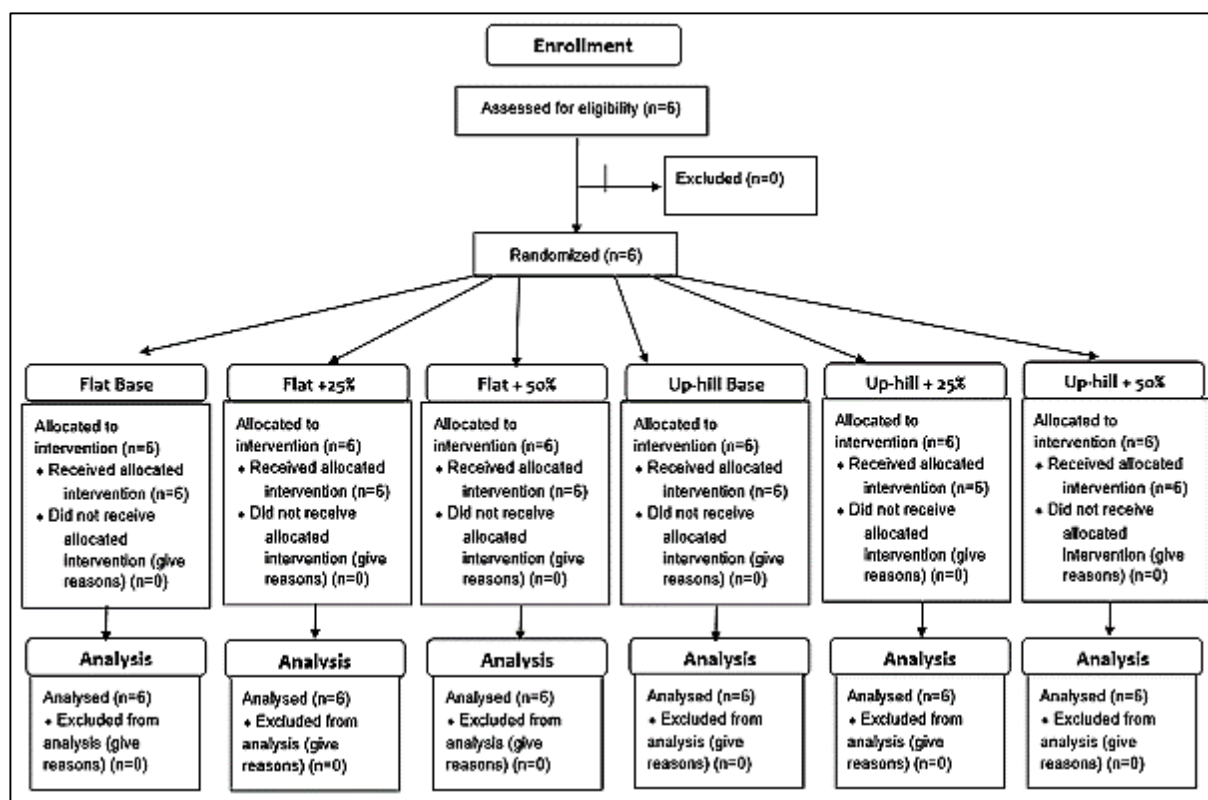 Enrollment
Assessed for eligibility (n=6)
Excluded (n=0)
Randomized (n=6)
Flat Base
Allocated to
intervention (n=6)
♦ Received allocated
intervention (n=6)
♦ Did not receive
allocated
Intervention (give
reasons) (n=0)
Analysis
Analysed (n=6)
♦ Excluded from
analysis (give
reasons) (n=0)
Flat +25%
Allocated to
intervention (n=6)
♦ Received allocated
intervention (n=6)
♦ Did not receive
allocated
intervention (give
reasons) (n=0)
Analysis
Analysed (n=6)
♦ Excluded from
analysis (give
reasons) (n=0)
Flat + 50%
Allocated to
intervention (n=6)
♦ Received allocated
intervention (n=6)
♦ Did not receive
allocated
intervention (give
reasons) (n=0)
Analysis
Analysed (n=6)
♦ Excluded from
analysis (give
reasons) (n=0)
Up-hill Base
Allocated to
intervention (n=6)
♦ Received allocated
intervention (n=6)
♦ Did not receive
allocated
intervention (give
reasons) (n=0)
Analysis
Analysed (n=6)
♦ Excluded from
analysis (give
reasons) (n=0)
Up-hill + 25%
Allocated to
intervention (n=6)
♦ Received allocated
intervention (n=6)
♦ Did not receive
allocated
Intervention (give
reasons) (n=0)
Analysis
Analysed (n=6)
♦ Excluded from
analysis (give
reasons) (n=0)
Up-hill + 50%
Allocated to
intervention (n=6)
♦ Received allocated
intervention (n=6)
♦ Did not receive
allocated
Intervention (give
reasons) (n=0)
Analysis
Analysed (n=6)
♦ Excluded from
analysis (give
reasons) (n=0)